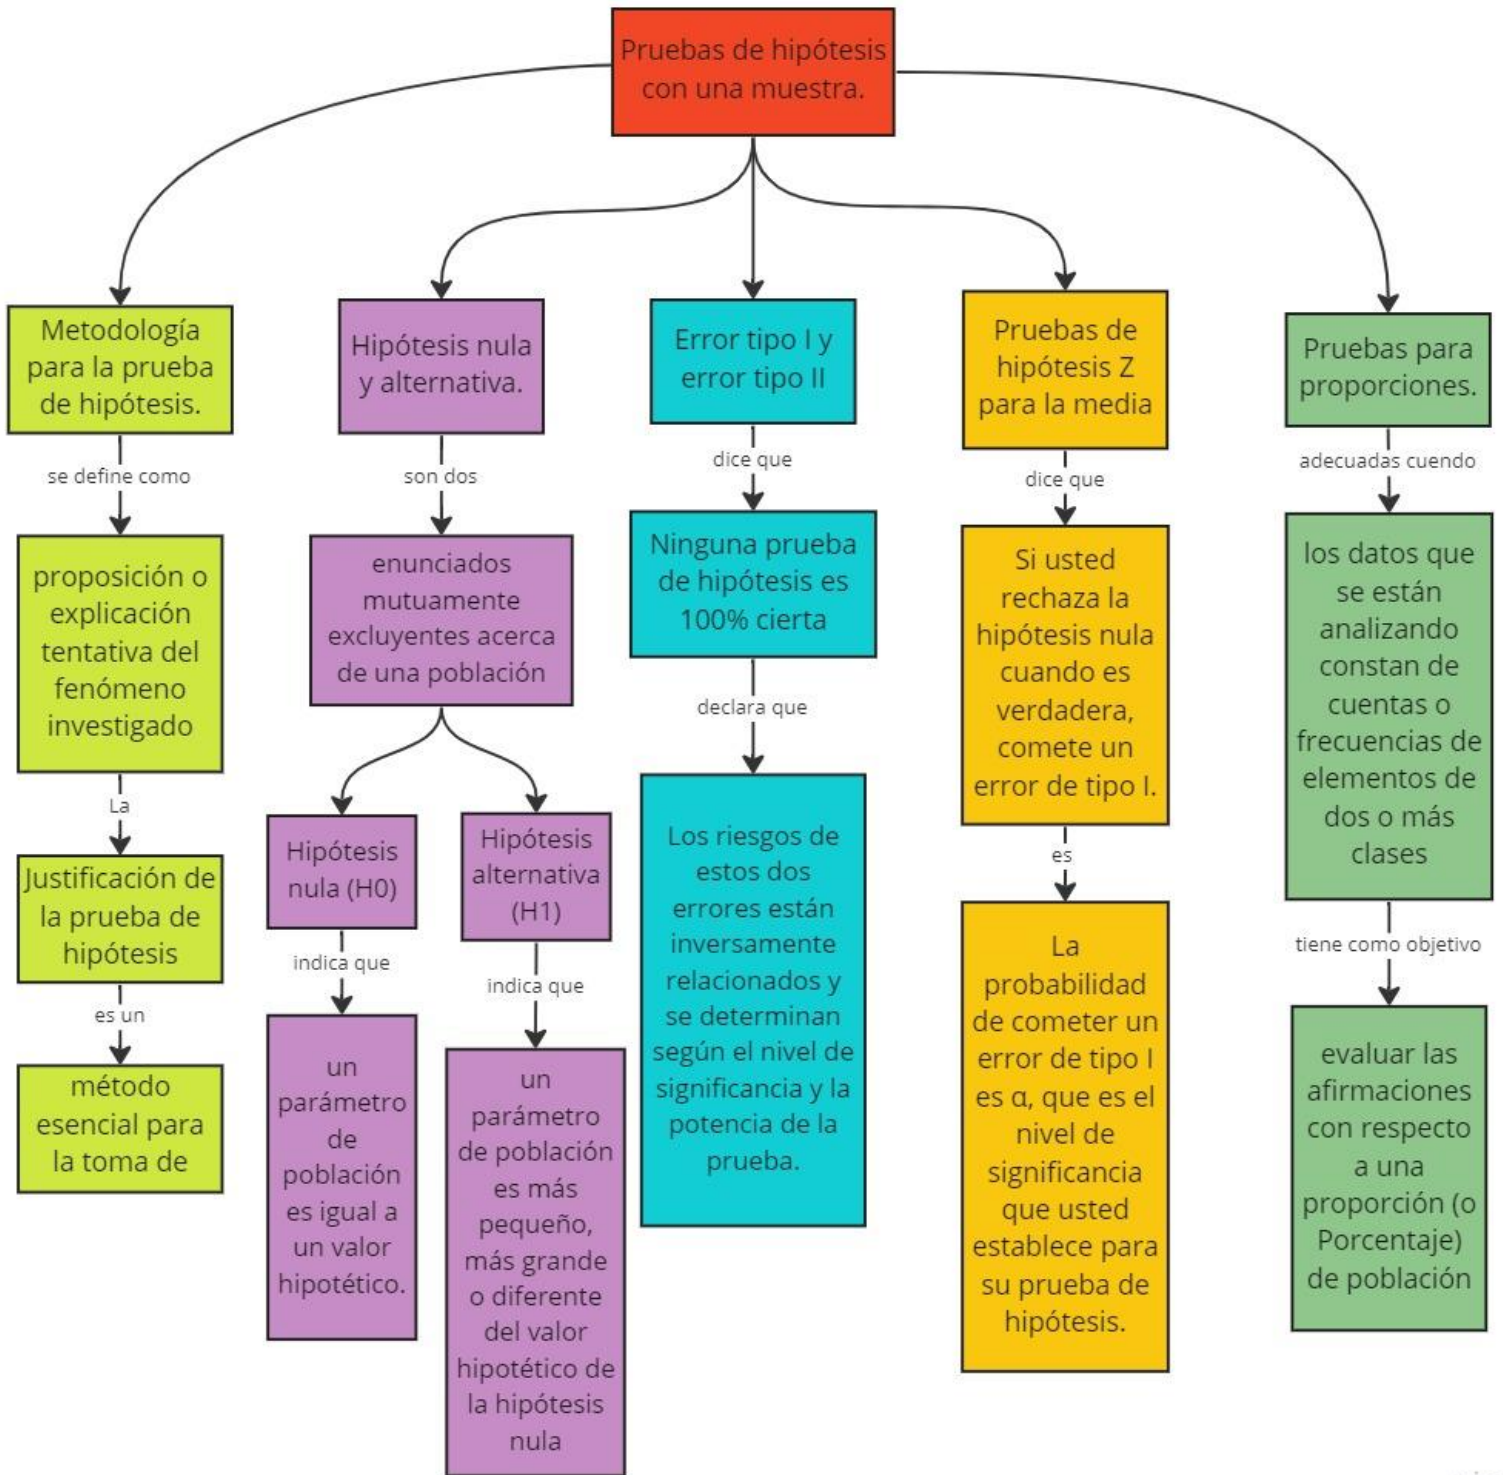 Pruebas de hipótesis
con una muestra.
Metodología
para la prueba
de hipótesis.
se define como
proposición o
explicación
tentativa del
fenómeno
investigado
La
Justificación de
la prueba de
hipótesis
es un
método
esencial para
la toma de
Hipótesis nula
y alternativa.
son dos
enunciados
mutuamente
excluyentes acerca
de una población
Hipótesis
nula (H0)
indica que
un
parámetro
de
población
es igual a
un valor
hipotético.
Hipótesis
alternativa
(H1)
indica que
un
parámetro
de población
es más
pequeño,
más grande
o diferente
del valor
hipotético de
la hipótesis
nula
Error tipo I y
error tipo II
dice que
Ninguna prueba
de hipótesis es
100% cierta
declara que
Los riesgos de
estos dos
errores están
inversamente
relacionados y
se determinan
según el nivel de
significancia y la
potencia de la
prueba.
Pruebas de
hipótesis Z
para la media
dice que
Si usted
rechaza la
hipótesis nula
cuando es
verdadera,
comete un
error de tipo I.
es
La
probabilidad
de cometer un
error de tipo I
es α, que es el
nivel de
significancia
que usted
establece para
su prueba de
hipótesis.
Pruebas para
proporciones.
adecuadas cuendo
los datos que
se están
analizando
constan de
cuentas o
frecuencias de
elementos de
dos o más
clases
tiene como objetivo
evaluar las
afirmaciones
con respecto
a una
proporción (o
Porcentaje)
de población